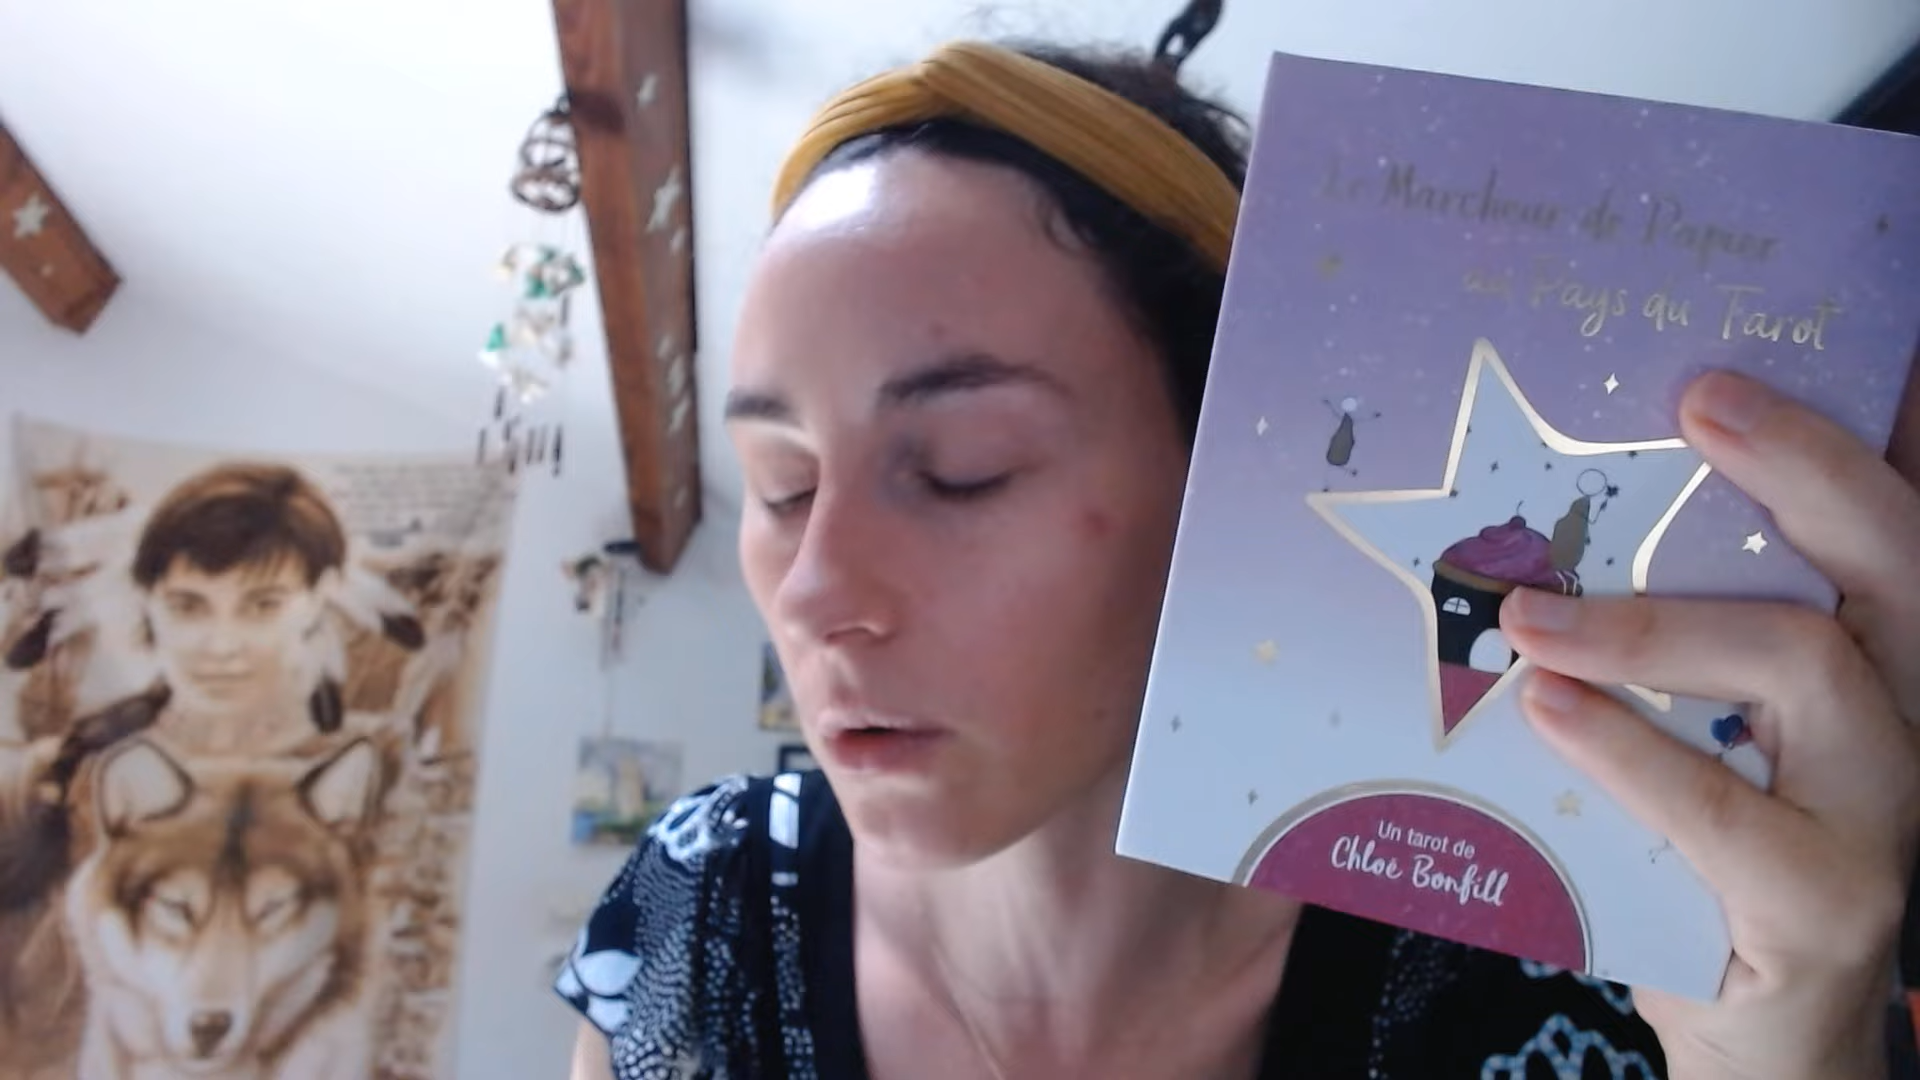 Le Marcheur de Papier
au Pays du Tarot
Un tarot de
Chloé Bonfill